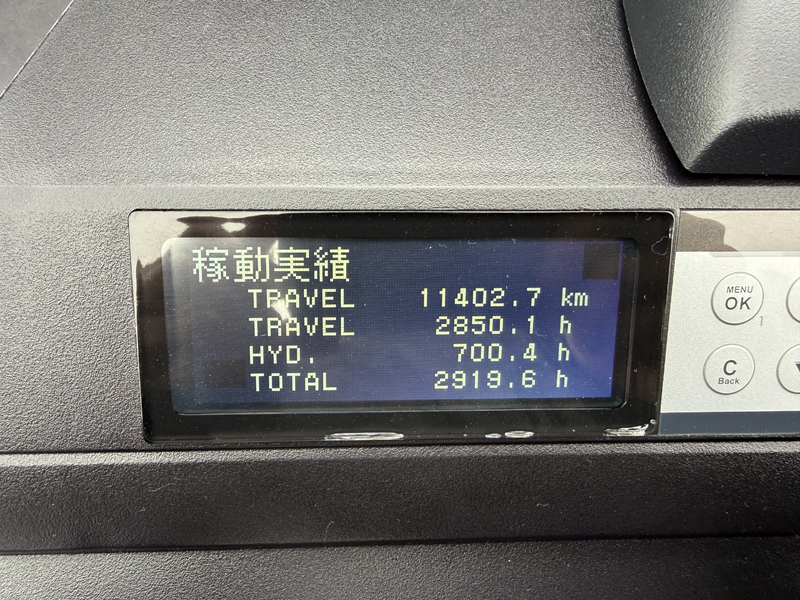 稼動実績
TRAVEL 11402.7 km
TRAVEL 2850.1 h
HYD. 700.4 h
TOTAL 2919.6 h
MENU
OK
1
C
Back